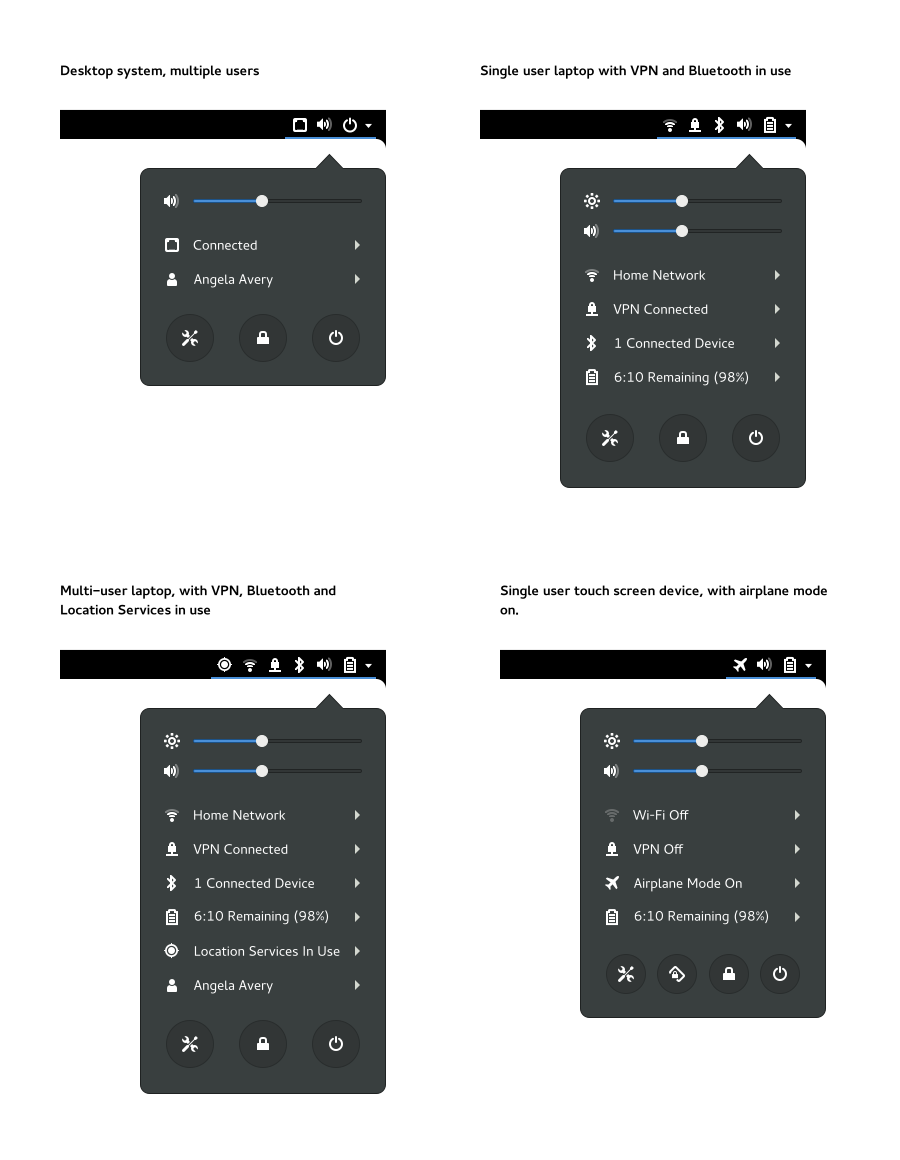 Desktop system, multiple users
Connected
Angela Avery
Single user laptop with VPN and Bluetooth in use
Home Network
VPN Connected
1 Connected Device
6:10 Remaining (98%)
Multi-user laptop, with VPN, Bluetooth and
Location Services in use
Home Network
VPN Connected
1 Connected Device
6:10 Remaining (98%)
Location Services In Use
Angela Avery
Single user touch screen device, with airplane mode
on.
Wi-Fi Off
VPN Off
Airplane Mode On
6:10 Remaining (98%)